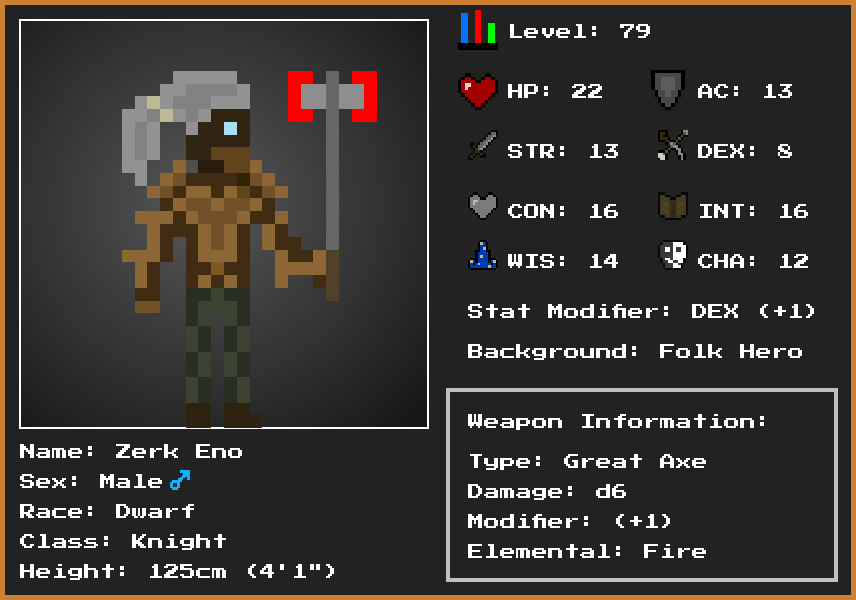 Level: 79
HP: 22 AC: 13
STR: 13 DEX: 8
CON: 16 INT: 16
WIS: 14 CHA: 12
Stat Modifier: DEX (+1)
Background: Folk Hero
Weapon Information:
Type: Great Axe
Damage: d6
Modifier: (+1)
Elemental: Fire
Name: Zerk Eno
Sex: Male♂
Race: Dwarf
Class: Knight
Height: 125cm (4'1")